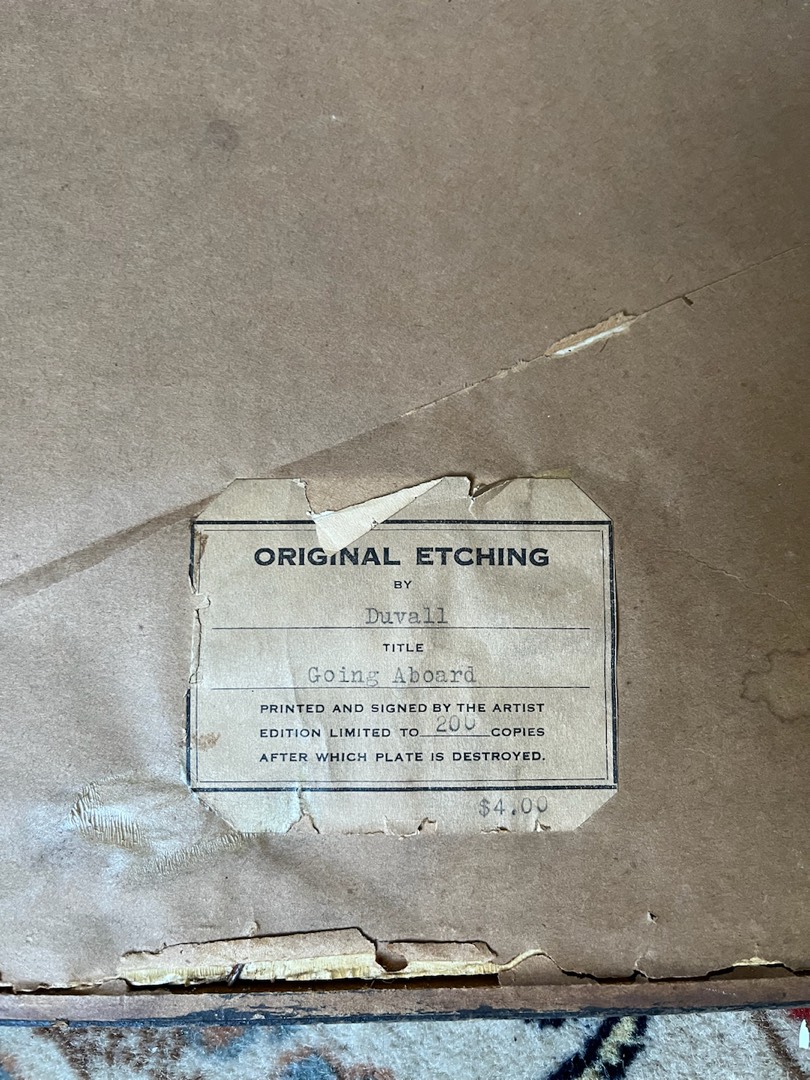 ORIGINAL ETCHING
BY
Duvall
TITLE
Going Aboard
PRINTED AND SIGNED BY THE ARTIST
EDITION LIMITED TO 200 COPIES
AFTER WHICH PLATE IS DESTROYED.
$4.00